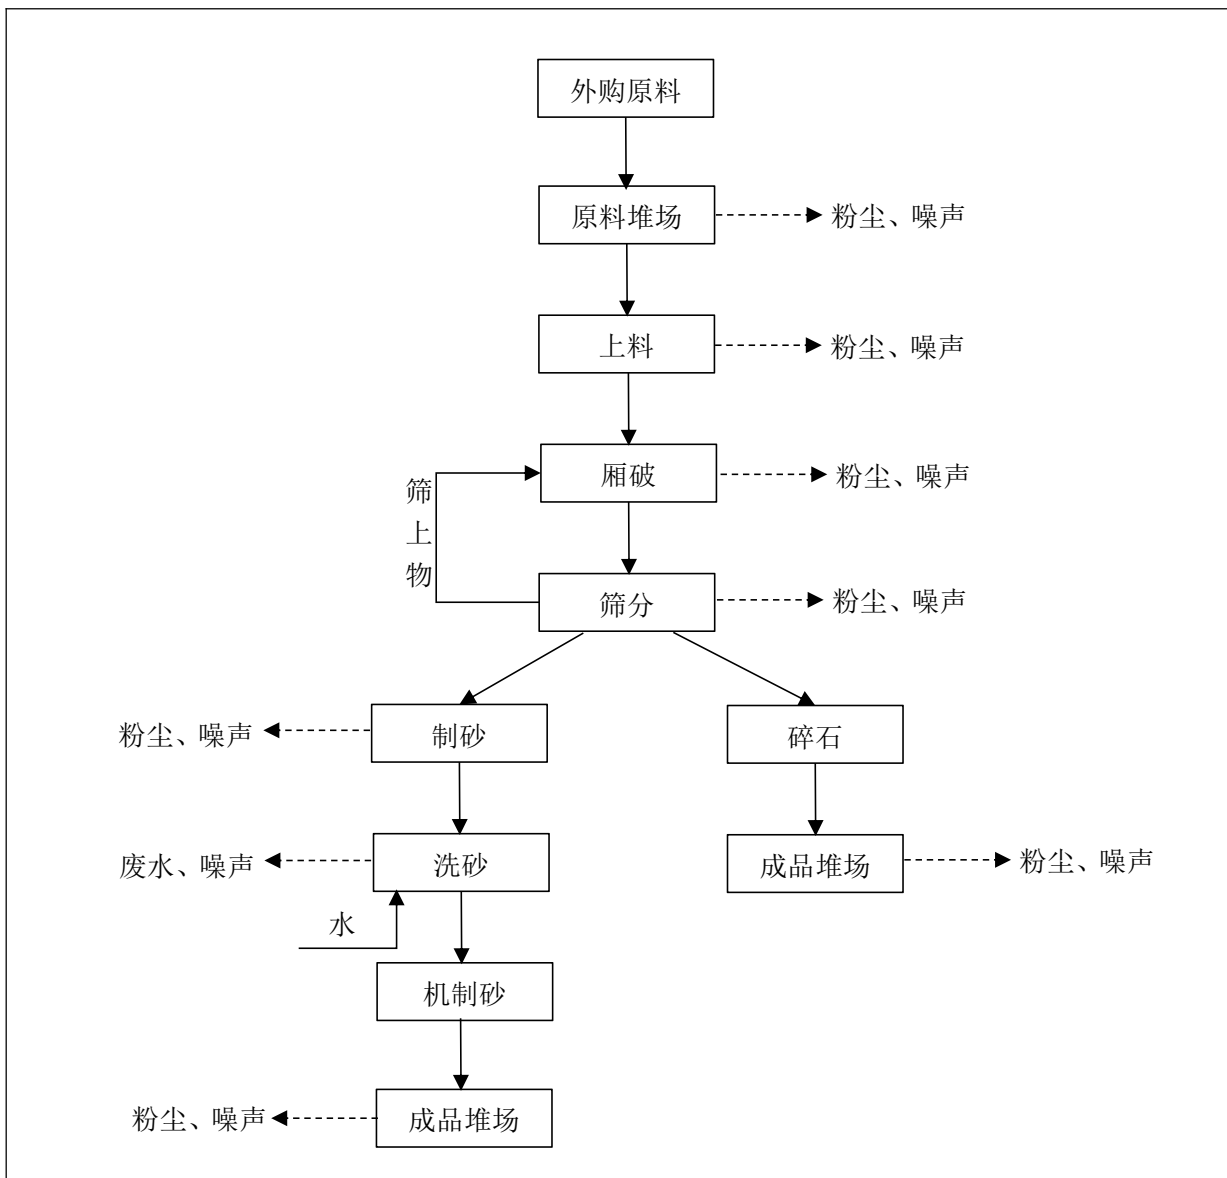 外购原料
原料堆场
粉尘、噪声
上料
粉尘、噪声
厢破
粉尘、噪声
筛上物
筛分
粉尘、噪声
粉尘、噪声
制砂
碎石
废水、噪声
洗砂
成品堆场
粉尘、噪声
水
机制砂
粉尘、噪声
成品堆场